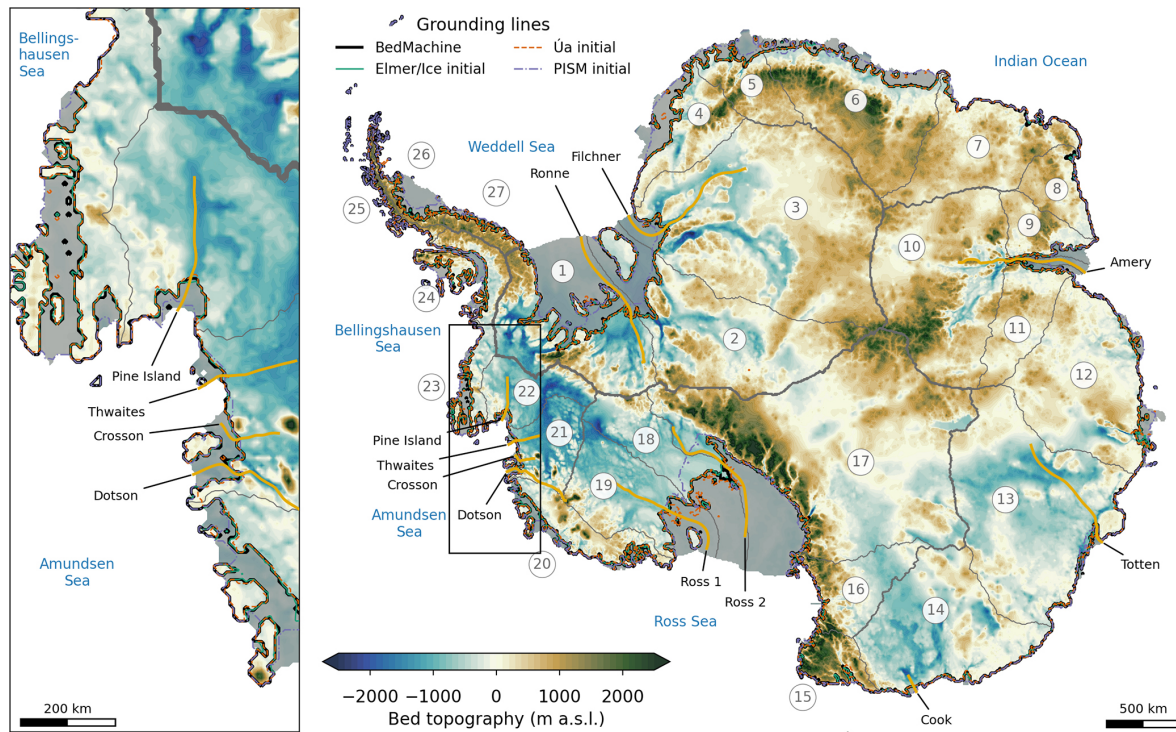 Bellings-
hausen
Sea
Pine Island
Thwaites
Crosson
Dotson
Amundsen
Sea
200 km
Grounding lines
BedMachine
Elmer/Ice initial
Úa initial
PISM initial
Indian Ocean
Weddell Sea
Filchner
Ronne
Amery
Bellingshausen
Sea
Pine Island
Thwaites
Crosson
Dotson
Amundsen
Sea
Ross 1
Ross 2
Ross Sea
Totten
Cook
1
2
3
4
5
6
7
8
9
10
11
12
13
14
15
16
17
18
19
20
21
22
23
24
25
26
27
−2000
−1000
0
1000
2000
Bed topography (m a.s.l.)
500 km